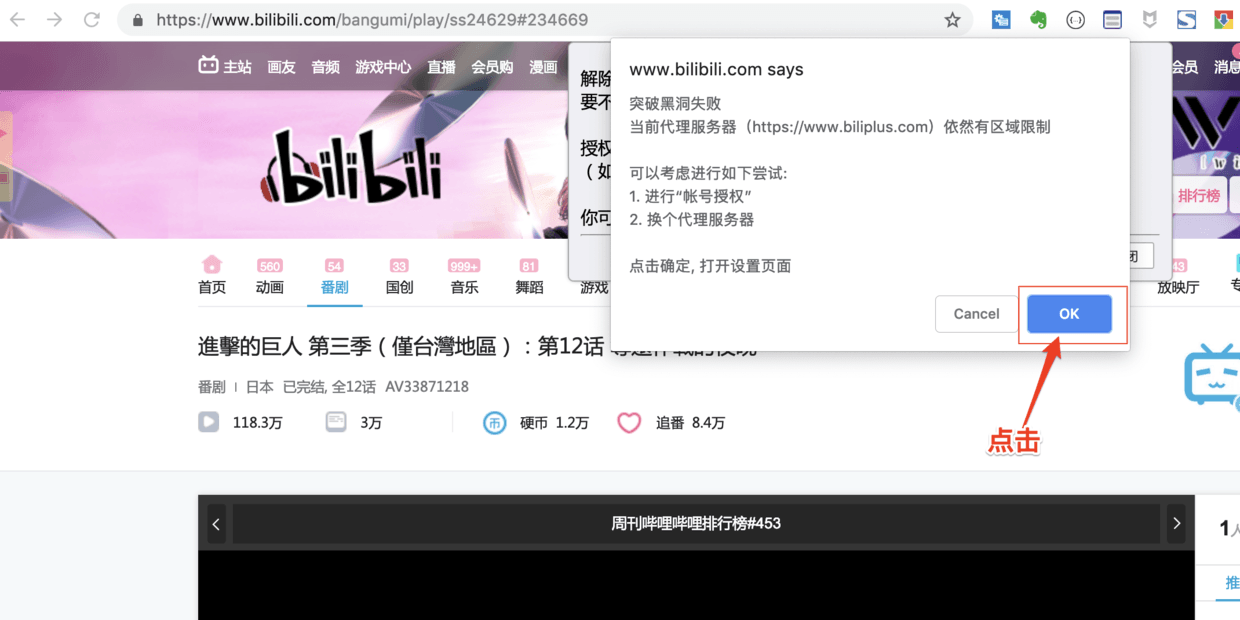 https://www.bilibili.com/bangumi/play/ss24629#234669
主站 画友 音频 游戏中心 直播 会员购 漫画
会员 消息
解除
要不
授权
（如
你可
www.bilibili.com says
突破黑洞失败
当前代理服务器（https://www.biliplus.com）依然有区域限制
可以考虑进行如下尝试:
1. 进行“帐号授权”
2. 换个代理服务器
点击确定, 打开设置页面
Cancel OK
点击
bilibili
排行榜
560 54 33 999+ 81 43
首页 动画 番剧 国创 音乐 舞蹈 游戏 放映厅
進擊的巨人 第三季（僅台灣地區）：第12话
番剧 日本 已完结, 全12话 AV33871218
118.3万 3万 币 硬币 1.2万 追番 8.4万
周刊哔哩哔哩排行榜#453
1人
推